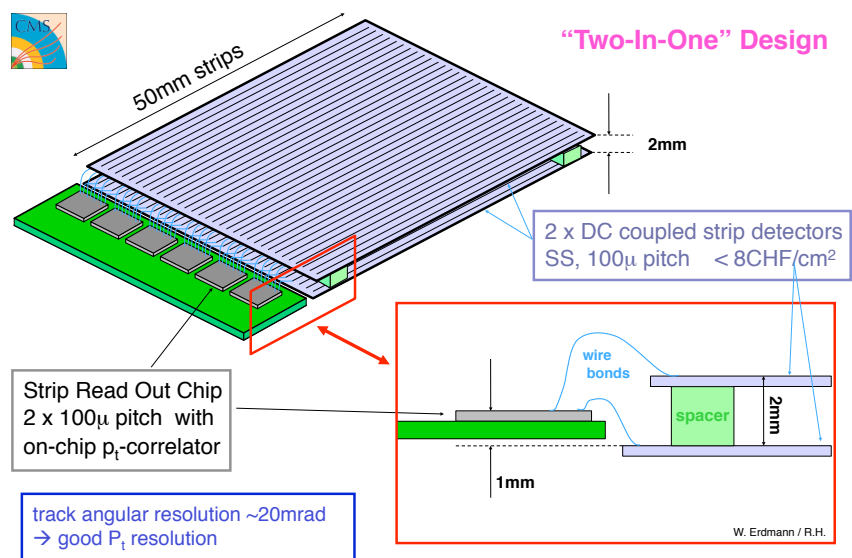 CMS
“Two-In-One” Design
50mm strips
2mm
2 x DC coupled strip detectors
SS, 100μ pitch < 8CHF/cm²
Strip Read Out Chip
2 x 100μ pitch with
on-chip pₜ-correlator
wire
bonds
spacer
2mm
1mm
track angular resolution ~20mrad
→ good Pₜ resolution
W. Erdmann / R.H.